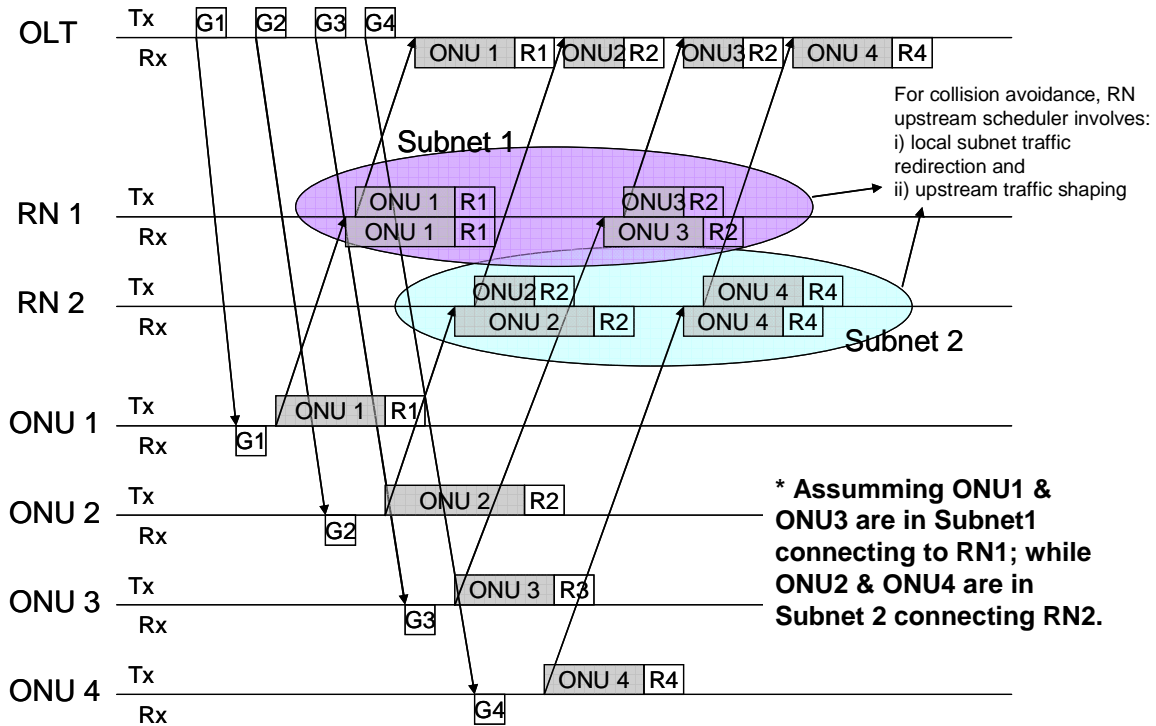 OLT
Tx
Rx
G1 G2 G3 G4
ONU 1 R1 ONU2 R2 ONU3 R2 ONU 4 R4
For collision avoidance, RN
upstream scheduler involves:
i) local subnet traffic
redirection and
ii) upstream traffic shaping
Subnet 1
RN 1
Tx
Rx
ONU 1 R1 ONU3 R2
ONU 1 R1 ONU 3 R2
RN 2
Tx
Rx
ONU2 R2 ONU 4 R4
ONU 2 R2 ONU 4 R4
Subnet 2
ONU 1
Tx
Rx
ONU 1 R1
G1
ONU 2
Tx
Rx
ONU 2 R2
G2
ONU 3
Tx
Rx
ONU 3 R3
G3
ONU 4
Tx
Rx
ONU 4 R4
G4
* Assumming ONU1 &
ONU3 are in Subnet1
connecting to RN1; while
ONU2 & ONU4 are in
Subnet 2 connecting RN2.